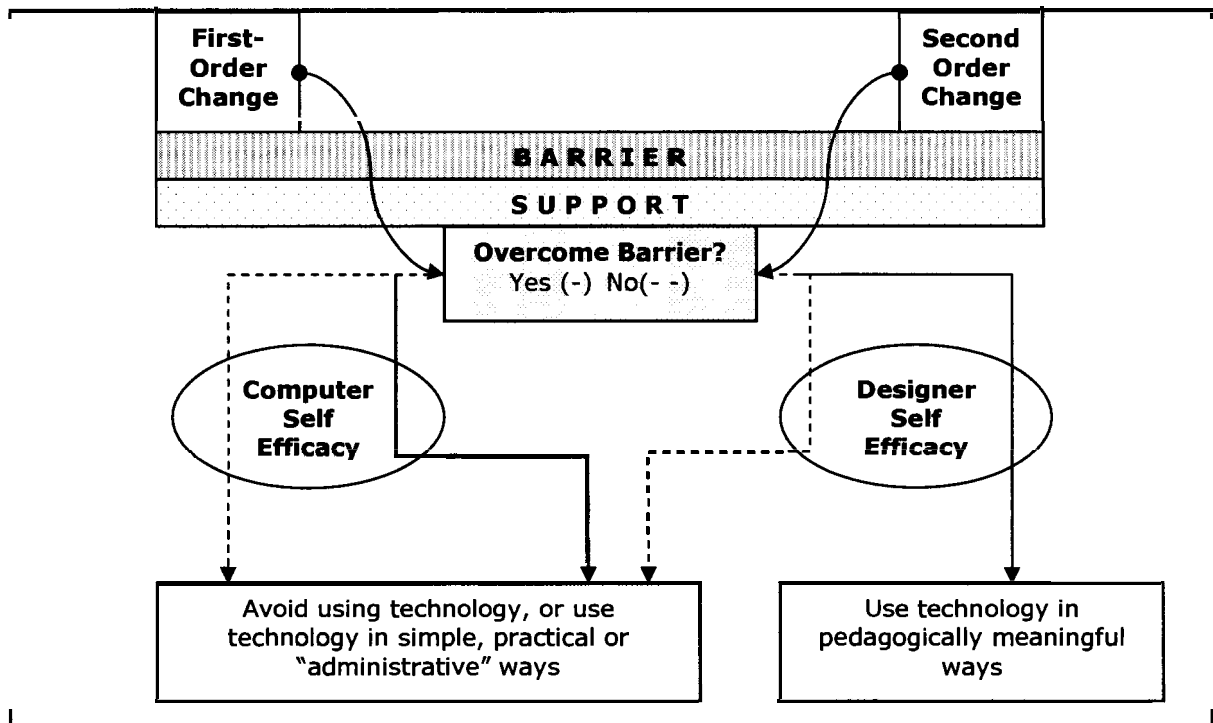 First-
Order
Change
Second
Order
Change
BARRIER
SUPPORT
Overcome Barrier?
Yes (-) No(- -)
Computer
Self
Efficacy
Designer
Self
Efficacy
Avoid using technology, or use
technology in simple, practical or
“administrative” ways
Use technology in
pedagogically meaningful
ways